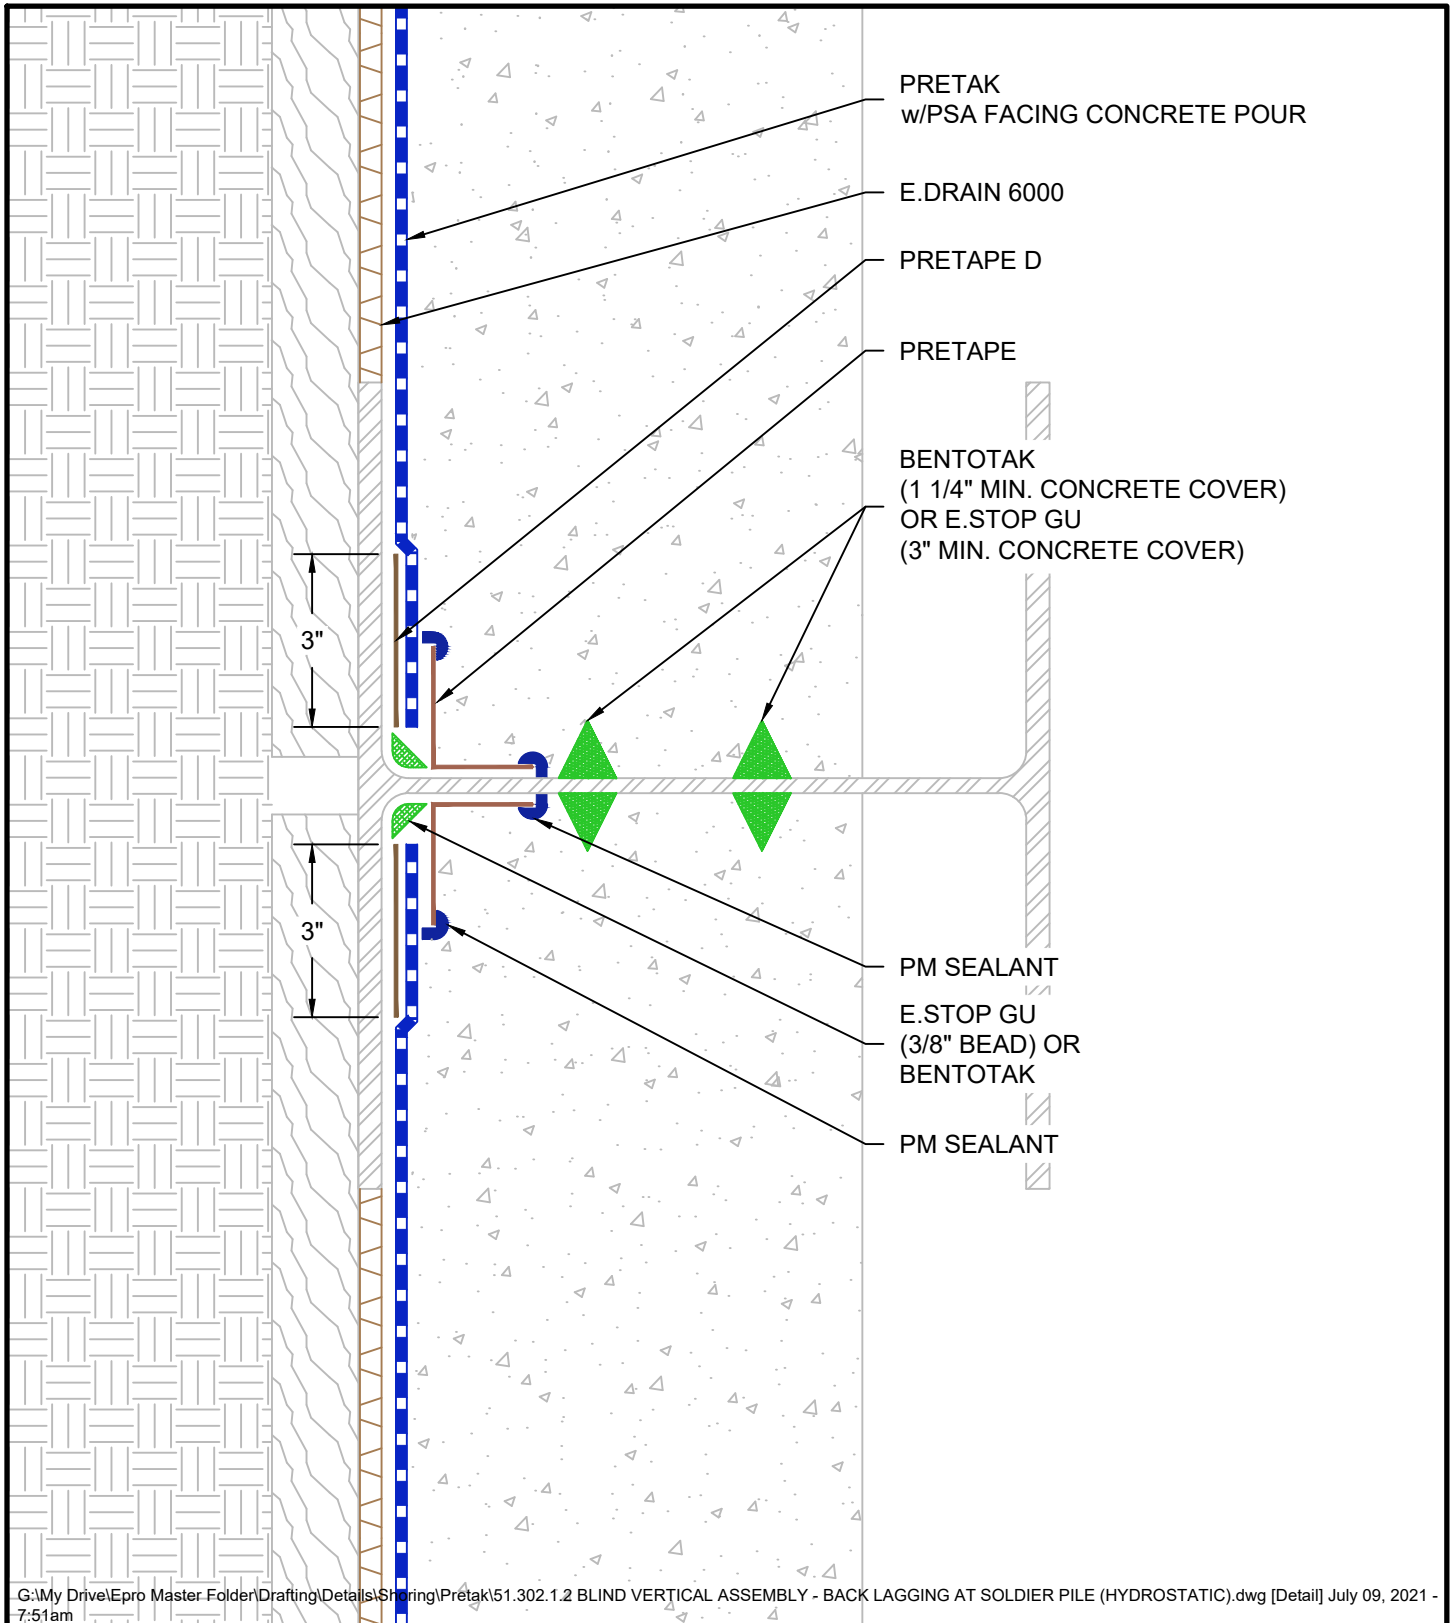 PRETAK
w/PSA FACING CONCRETE POUR
E.DRAIN 6000
PRETAPE D
PRETAPE
BENTOTAK
(1 1/4" MIN. CONCRETE COVER)
OR E.STOP GU
(3" MIN. CONCRETE COVER)
3"
3"
PM SEALANT
E.STOP GU
(3/8" BEAD) OR
BENTOTAK
PM SEALANT
G:\My Drive\Epro Master Folder\Drafting\Details\Shoring\Pretak\51.302.1.2 BLIND VERTICAL ASSEMBLY - BACK LAGGING AT SOLDIER PILE (HYDROSTATIC).dwg [Detail] July 09, 2021 -
7:51am